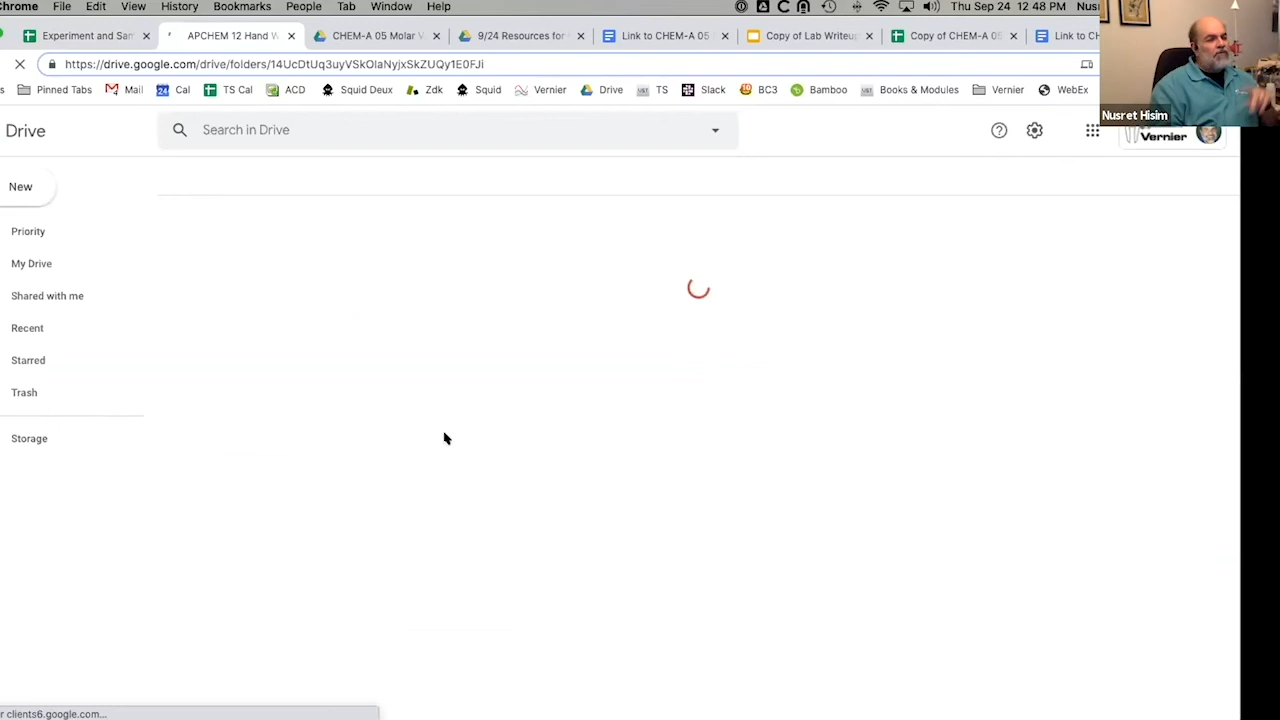 Chrome File Edit View History Bookmarks People Tab Window Help Thu Sep 24 12:48 PM Nus
Experiment and Sam APCHEM 12 Hand W CHEM-A 05 Molar V 9/24 Resources for Link to CHEM-A 05 Copy of Lab Writeu Copy of CHEM-A 05 Link to CH
https://drive.google.com/drive/folders/14UcDtUq3uyVSkOlaNyjxSkZUQy1E0FJi
s Pinned Tabs Mail 24 Cal TS Cal ACD Squid Deux Zdk Squid Vernier Drive TS Slack BC3 Bamboo Books & Modules Vernier WebEx
Nusret Hisim
Drive
Search in Drive
Vernier
New
Priority
My Drive
Shared with me
Recent
Starred
Trash
Storage
r clients6.google.com...